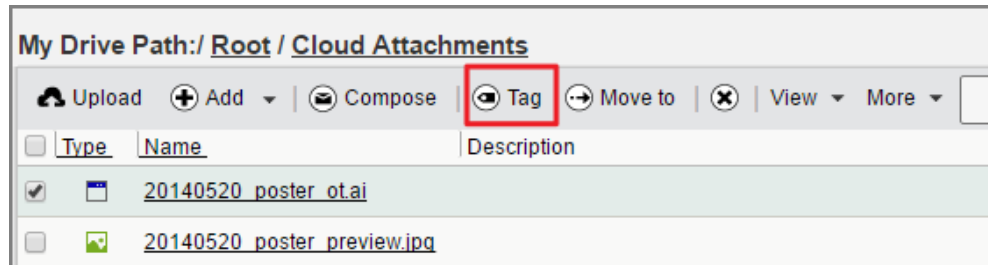 My Drive Path:/ Root / Cloud Attachments
Upload Add | Compose | Tag Move to | | View More
Type Name Description
20140520_poster_ot.ai
20140520_poster_preview.jpg